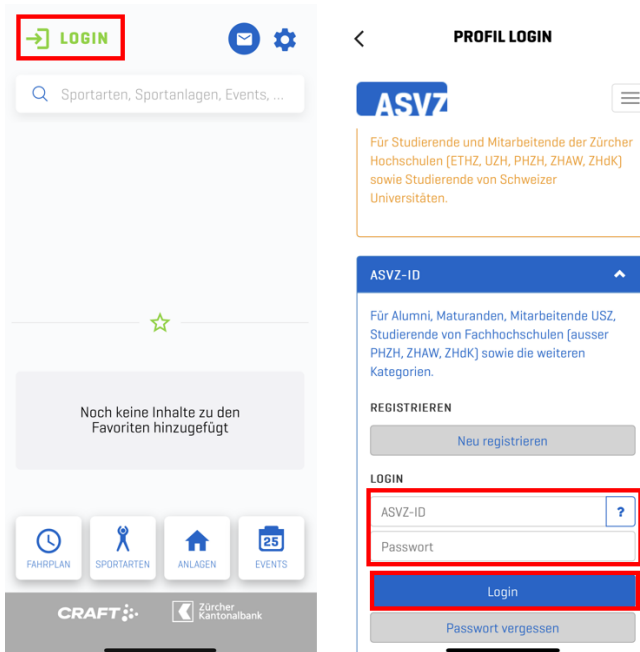 LOGIN
Sportarten, Sportanlagen, Events, ...
Noch keine Inhalte zu den
Favoriten hinzugefügt
FAHRPLAN
SPORTARTEN
ANLAGEN
25
EVENTS
CRAFT
Zürcher
Kantonalbank
PROFIL LOGIN
ASVZ
Für Studierende und Mitarbeitende der Zürcher
Hochschulen (ETHZ, UZH, PHZH, ZHAW, ZHdK)
sowie Studierende von Schweizer
Universitäten.
ASVZ-ID
Für Alumni, Maturanden, Mitarbeitende USZ,
Studierende von Fachhochschulen (ausser
PHZH, ZHAW, ZHdK) sowie die weiteren
Kategorien.
REGISTRIEREN
Neu registrieren
LOGIN
ASVZ-ID
?
Passwort
Login
Passwort vergessen